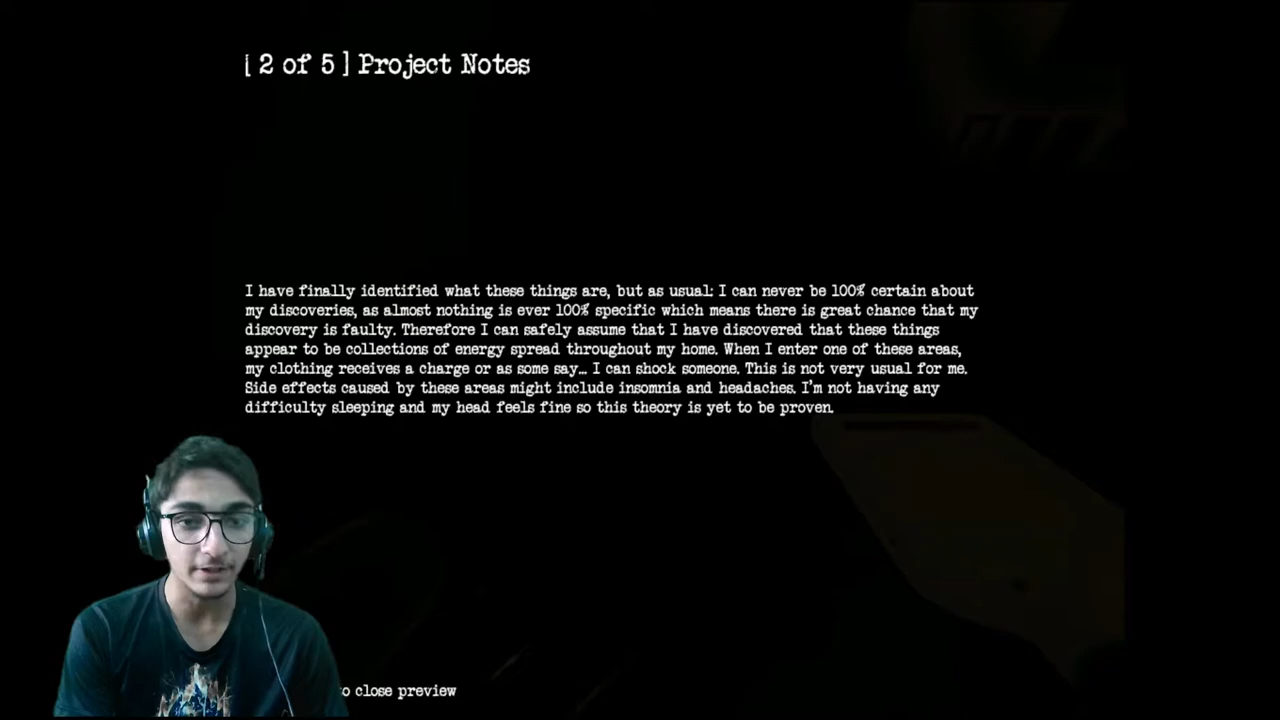 [ 2 of 5 ] Project Notes
I have finally identified what these things are, but as usual; I can never be 100% certain about
my discoveries, as almost nothing is ever 100% specific which means there is great chance that my
discovery is faulty. Therefore I can safely assume that I have discovered that these things
appear to be collections of energy spread throughout my home. When I enter one of these areas,
my clothing receives a charge or as some say... I can shock someone. This is not very usual for me.
Side effects caused by these areas might include insomnia and headaches. I'm not having any
difficulty sleeping and my head feels fine so this theory is yet to be proven.
to close preview